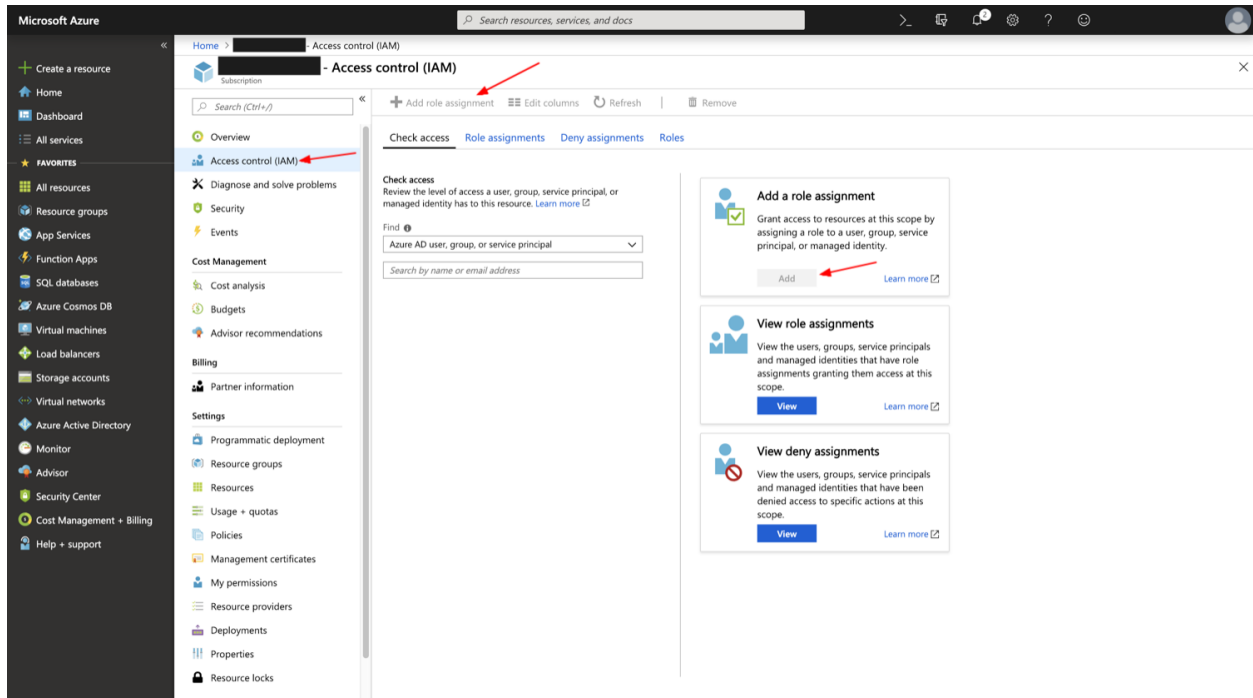 Microsoft Azure
Search resources, services, and docs
2
Create a resource
Home
Dashboard
All services
FAVORITES
All resources
Resource groups
App Services
Function Apps
SQL databases
Azure Cosmos DB
Virtual machines
Load balancers
Storage accounts
Virtual networks
Azure Active Directory
Monitor
Advisor
Security Center
Cost Management + Billing
Help + support
Home > - Access control (IAM)
- Access control (IAM)
Subscription
Search (Ctrl+/)
Overview
Access control (IAM)
Diagnose and solve problems
Security
Events
Cost Management
Cost analysis
Budgets
Advisor recommendations
Billing
Partner information
Settings
Programmatic deployment
Resource groups
Resources
Usage + quotas
Policies
Management certificates
My permissions
Resource providers
Deployments
Properties
Resource locks
Add role assignment Edit columns Refresh | Remove
Check access Role assignments Deny assignments Roles
Check access
Review the level of access a user, group, service principal, or
managed identity has to this resource. Learn more
Find
Azure AD user, group, or service principal
Search by name or email address
Add a role assignment
Grant access to resources at this scope by
assigning a role to a user, group, service
principal, or managed identity.
Add Learn more
View role assignments
View the users, groups, service principals
and managed identities that have role
assignments granting them access at this
scope.
View Learn more
View deny assignments
View the users, groups, service principals
and managed identities that have been
denied access to specific actions at this
scope.
View Learn more